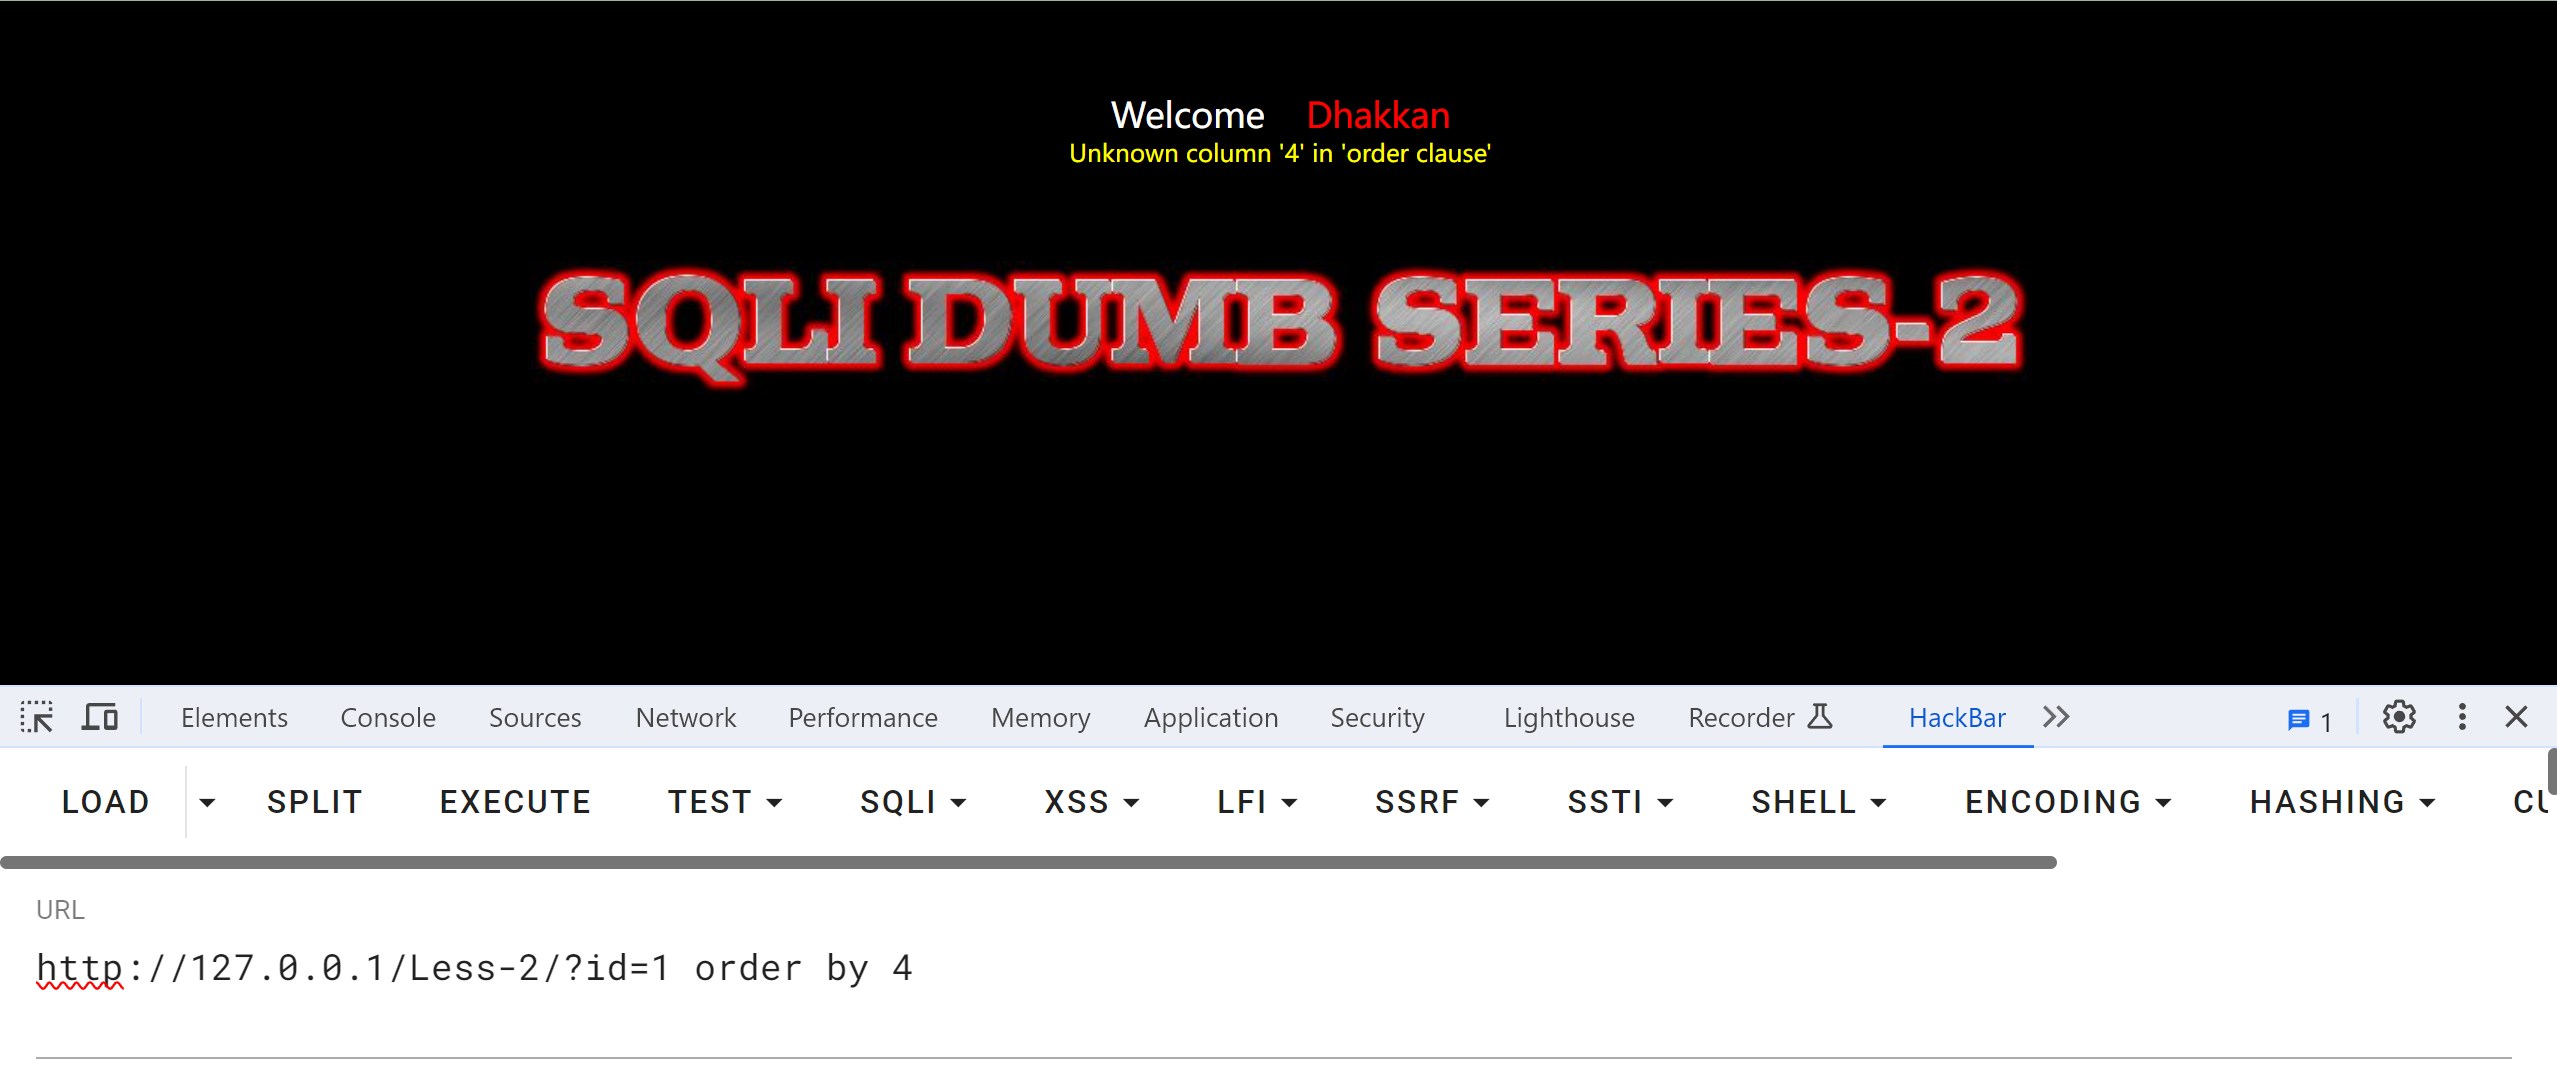 Welcome Dhakkan
Unknown column '4' in 'order clause'
SQLI DUMB SERIES-2
Elements Console Sources Network Performance Memory Application Security Lighthouse Recorder HackBar 1
LOAD SPLIT EXECUTE TEST SQLI XSS LFI SSRF SSTI SHELL ENCODING HASHING
URL
http://127.0.0.1/Less-2/?id=1 order by 4